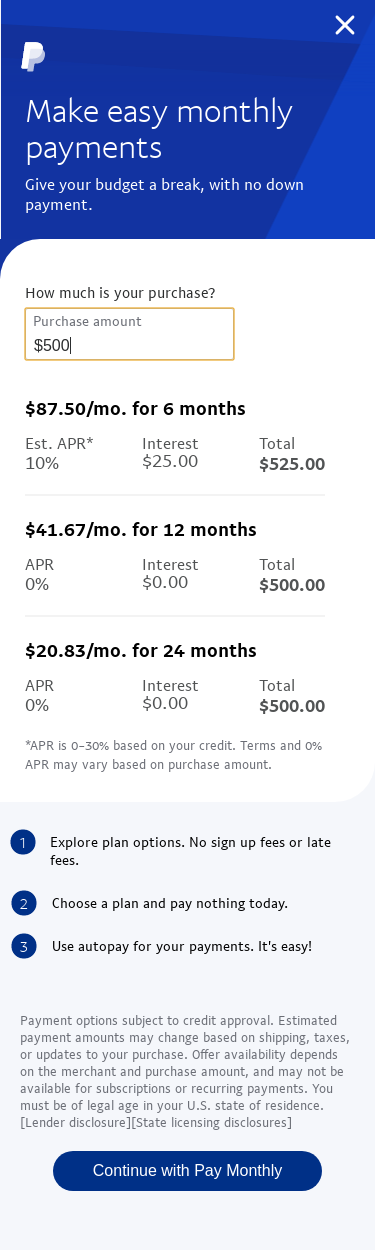 Make easy monthly
payments
Give your budget a break, with no down
payment.
How much is your purchase?
Purchase amount
$500
$87.50/mo. for 6 months
Est. APR* Interest Total
10% $25.00 $525.00
$41.67/mo. for 12 months
APR Interest Total
0% $0.00 $500.00
$20.83/mo. for 24 months
APR Interest Total
0% $0.00 $500.00
*APR is 0–30% based on your credit. Terms and 0%
APR may vary based on purchase amount.
1 Explore plan options. No sign up fees or late
fees.
2 Choose a plan and pay nothing today.
3 Use autopay for your payments. It's easy!
Payment options subject to credit approval. Estimated
payment amounts may change based on shipping, taxes,
or updates to your purchase. Offer availability depends
on the merchant and purchase amount, and may not be
available for subscriptions or recurring payments. You
must be of legal age in your U.S. state of residence.
[Lender disclosure][State licensing disclosures]
Continue with Pay Monthly